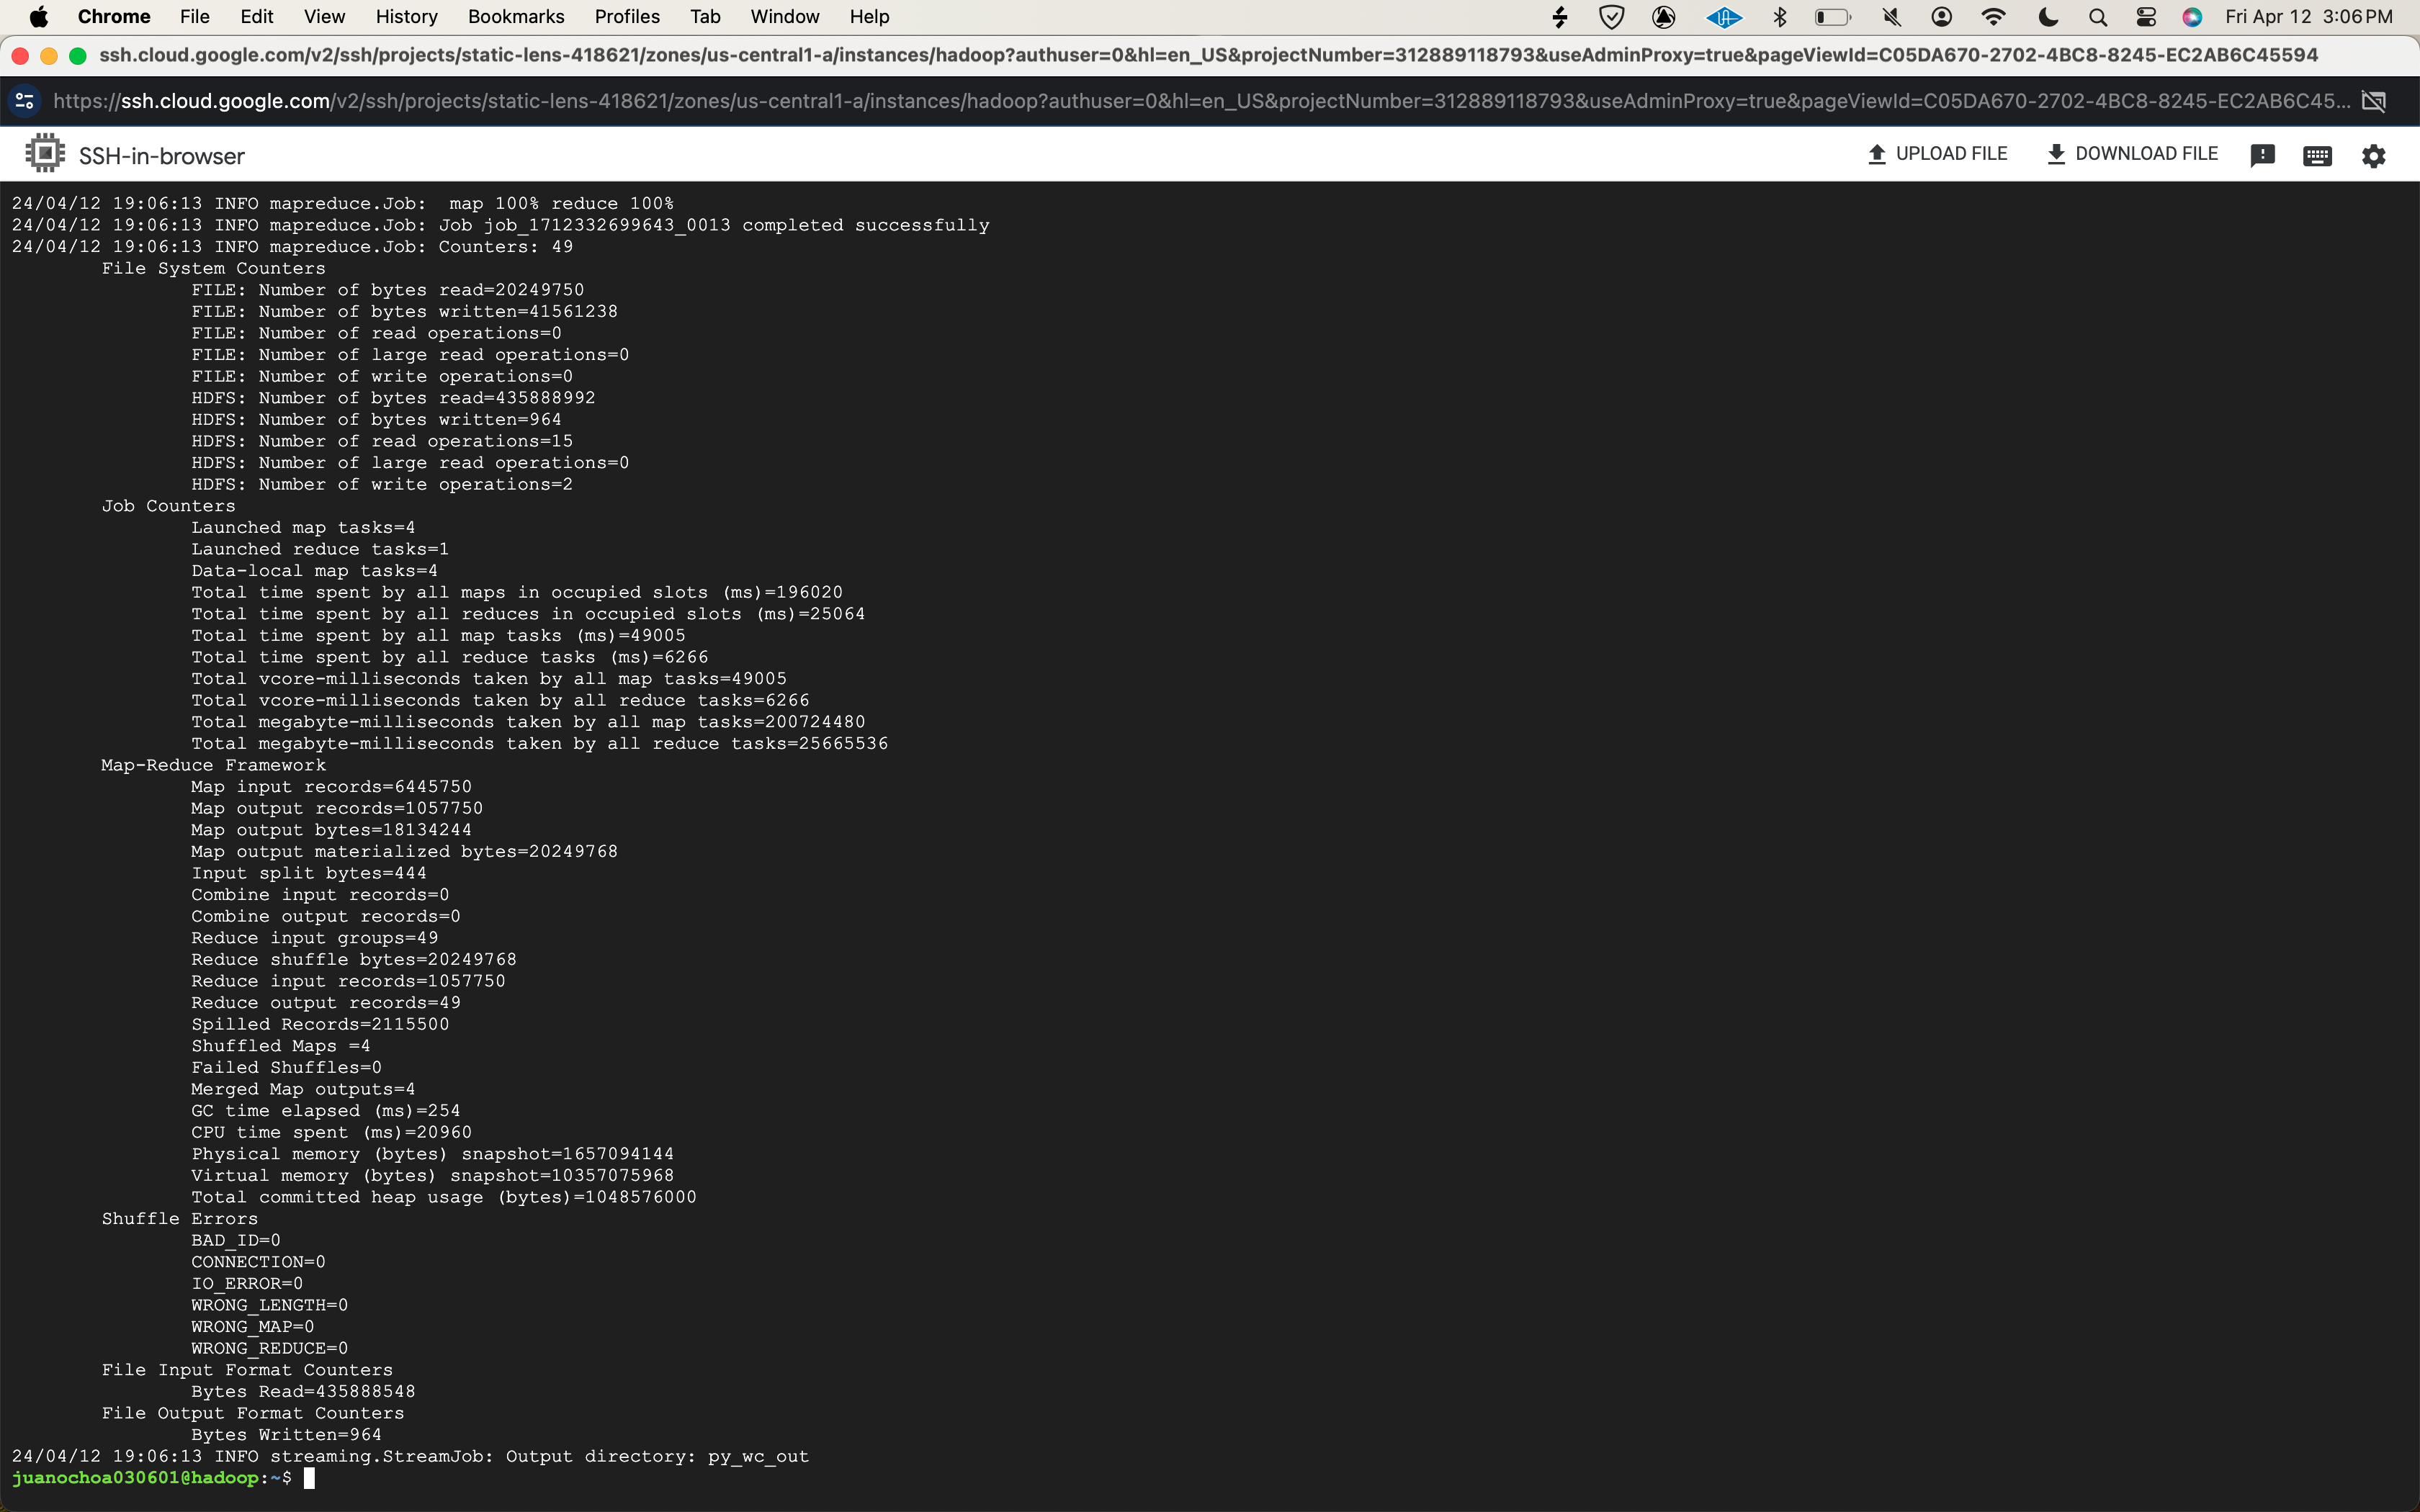 Chrome File Edit View History Bookmarks Profiles Tab Window Help Fri Apr 12 3:06 PM
ssh.cloud.google.com/v2/ssh/projects/static-lens-418621/zones/us-central1-a/instances/hadoop?authuser=0&hl=en_US&projectNumber=312889118793&useAdminProxy=true&pageViewId=C05DA670-2702-4BC8-8245-EC2AB6C45594
https://ssh.cloud.google.com/v2/ssh/projects/static-lens-418621/zones/us-central1-a/instances/hadoop?authuser=0&hl=en_US&projectNumber=312889118793&useAdminProxy=true&pageViewId=C05DA670-2702-4BC8-8245-EC2AB6C45...
SSH-in-browser UPLOAD FILE DOWNLOAD FILE
24/04/12 19:06:13 INFO mapreduce.Job:  map 100% reduce 100%
24/04/12 19:06:13 INFO mapreduce.Job: Job job_1712332699643_0013 completed successfully
24/04/12 19:06:13 INFO mapreduce.Job: Counters: 49
File System Counters
FILE: Number of bytes read=20249750
FILE: Number of bytes written=41561238
FILE: Number of read operations=0
FILE: Number of large read operations=0
FILE: Number of write operations=0
HDFS: Number of bytes read=435888992
HDFS: Number of bytes written=964
HDFS: Number of read operations=15
HDFS: Number of large read operations=0
HDFS: Number of write operations=2
Job Counters
Launched map tasks=4
Launched reduce tasks=1
Data-local map tasks=4
Total time spent by all maps in occupied slots (ms)=196020
Total time spent by all reduces in occupied slots (ms)=25064
Total time spent by all map tasks (ms)=49005
Total time spent by all reduce tasks (ms)=6266
Total vcore-milliseconds taken by all map tasks=49005
Total vcore-milliseconds taken by all reduce tasks=6266
Total megabyte-milliseconds taken by all map tasks=200724480
Total megabyte-milliseconds taken by all reduce tasks=25665536
Map-Reduce Framework
Map input records=6445750
Map output records=1057750
Map output bytes=18134244
Map output materialized bytes=20249768
Input split bytes=444
Combine input records=0
Combine output records=0
Reduce input groups=49
Reduce shuffle bytes=20249768
Reduce input records=1057750
Reduce output records=49
Spilled Records=2115500
Shuffled Maps =4
Failed Shuffles=0
Merged Map outputs=4
GC time elapsed (ms)=254
CPU time spent (ms)=20960
Physical memory (bytes) snapshot=1657094144
Virtual memory (bytes) snapshot=10357075968
Total committed heap usage (bytes)=1048576000
Shuffle Errors
BAD_ID=0
CONNECTION=0
IO_ERROR=0
WRONG_LENGTH=0
WRONG_MAP=0
WRONG_REDUCE=0
File Input Format Counters
Bytes Read=435888548
File Output Format Counters
Bytes Written=964
24/04/12 19:06:13 INFO streaming.StreamJob: Output directory: py_wc_out
juanochoa030601@hadoop:~$